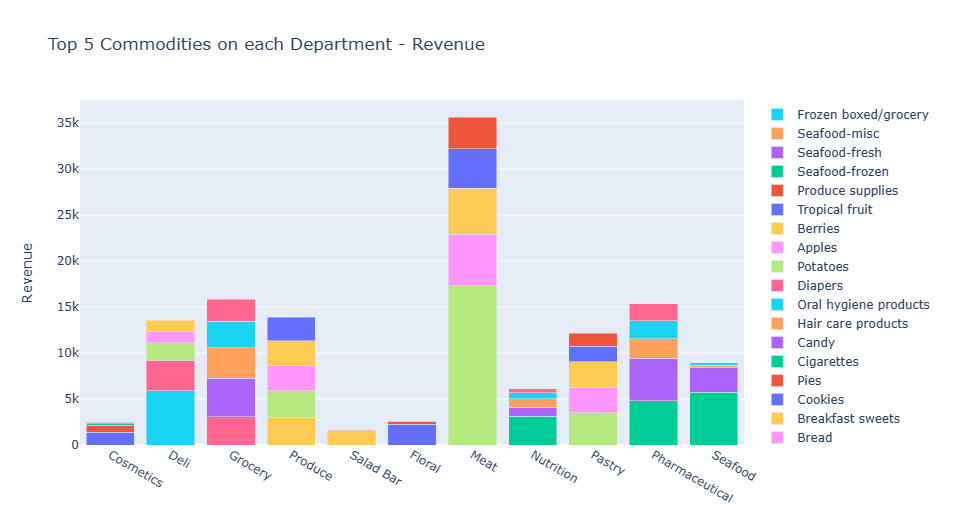 Top 5 Commodities on each Department - Revenue
35k
30k
25k
20k
15k
10k
5k
0
Revenue
Cosmetics
Deli
Grocery
Produce
Salad Bar
Floral
Meat
Nutrition
Pastry
Pharmaceutical
Seafood
Frozen boxed/grocery
Seafood-misc
Seafood-fresh
Seafood-frozen
Produce supplies
Tropical fruit
Berries
Apples
Potatoes
Diapers
Oral hygiene products
Hair care products
Candy
Cigarettes
Pies
Cookies
Breakfast sweets
Bread